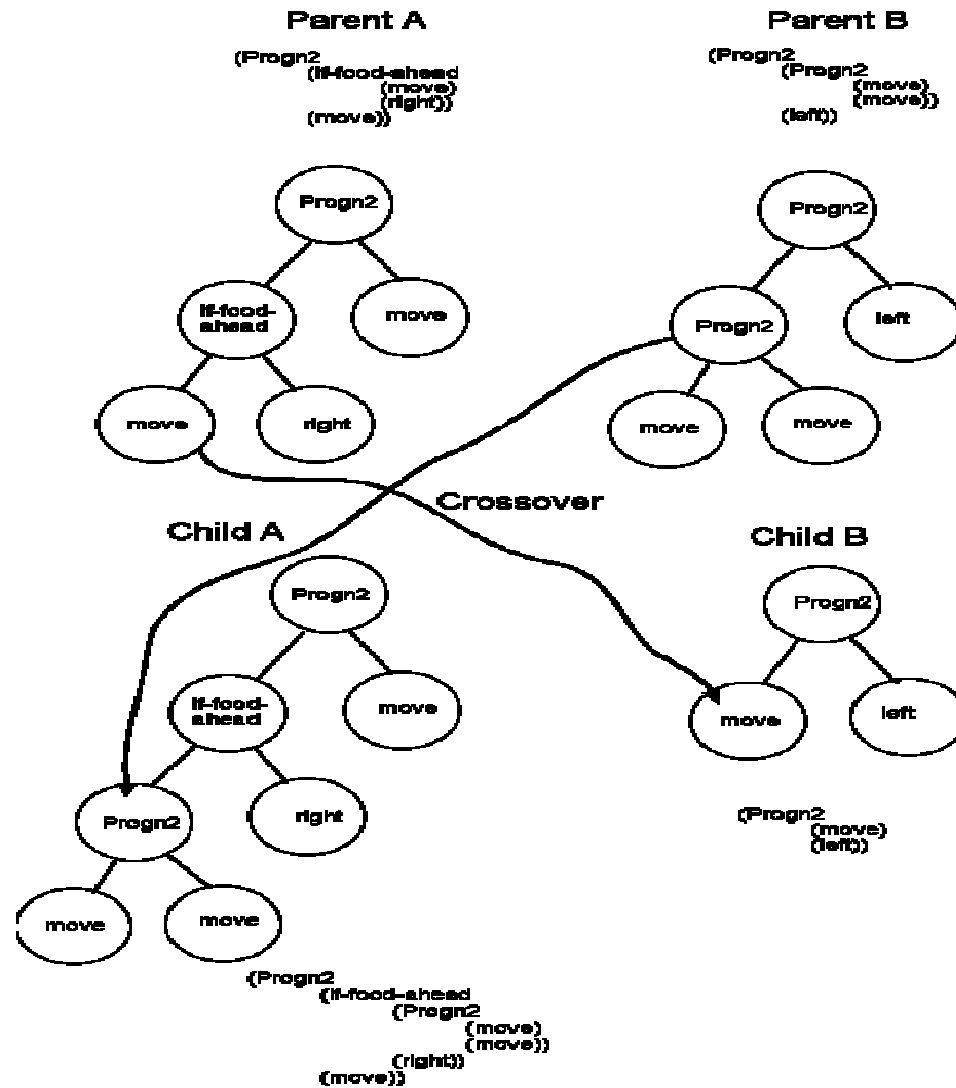 Parent A
(Progn2
(If-food-ahead
(move)
(right))
(move))
Parent B
(Progn2
(Progn2
(move)
(move))
(left))
Progn2
If-food-
ahead
move
move
right
Progn2
Progn2
left
move
move
Crossover
Child A
Progn2
If-food-
ahead
move
Progn2
right
move
move
(Progn2
(If-food-ahead
(Progn2
(move)
(move))
(right))
(move))
Child B
Progn2
move
left
(Progn2
(move)
(left))